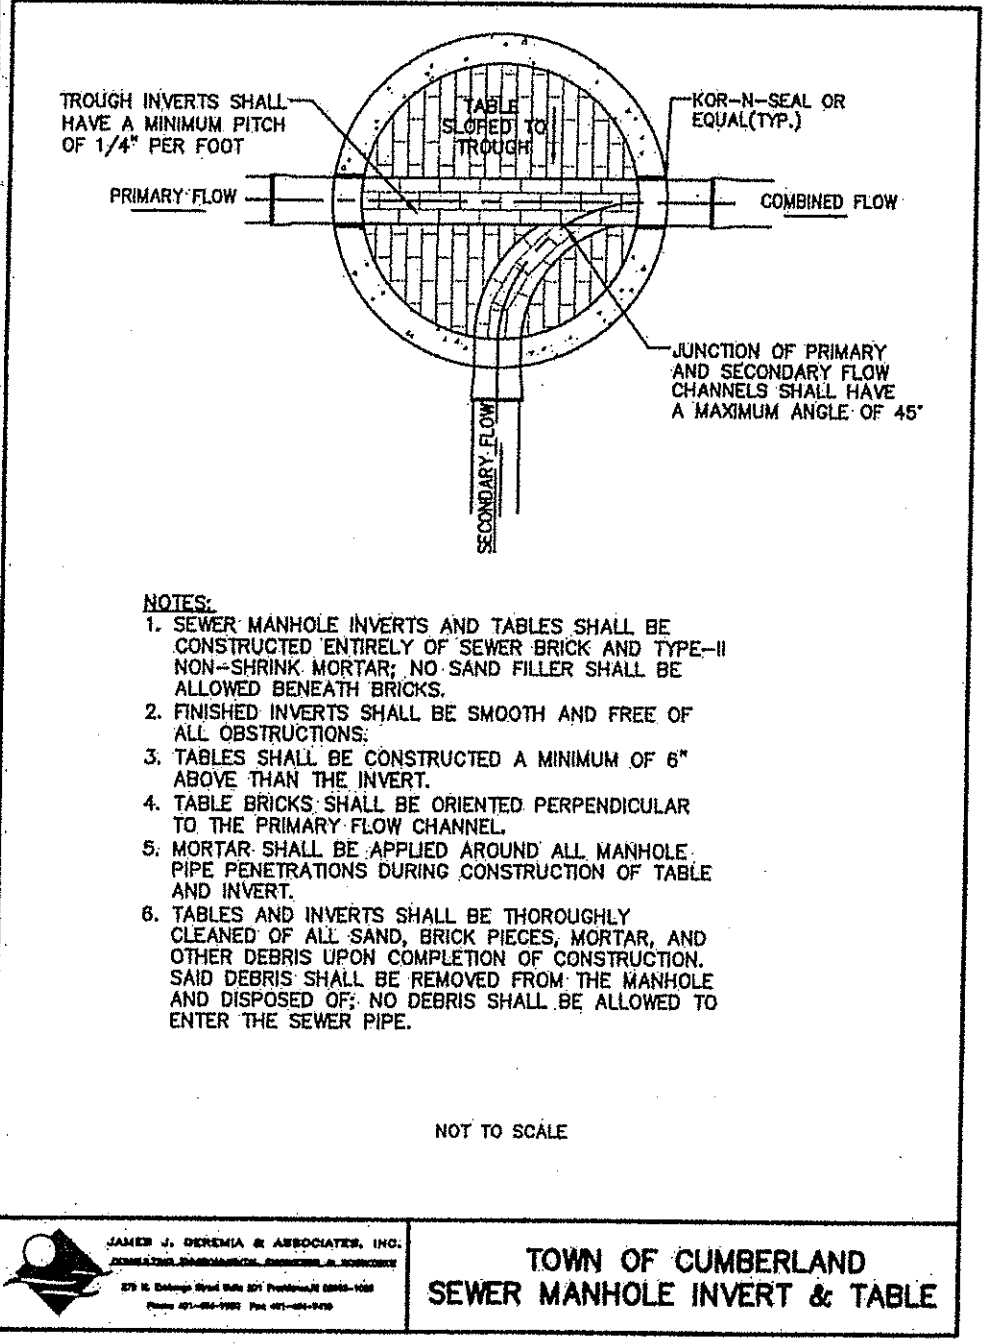 TROUGH INVERTS SHALL
HAVE A MINIMUM PITCH
OF 1/4" PER FOOT
TABLE
SLOPED TO
TROUGH
KOR-N-SEAL OR
EQUAL(TYP.)
PRIMARY FLOW
COMBINED FLOW
JUNCTION OF PRIMARY
AND SECONDARY FLOW
CHANNELS SHALL HAVE
A MAXIMUM ANGLE OF 45°
SECONDARY FLOW
NOTES:
1. SEWER MANHOLE INVERTS AND TABLES SHALL BE
CONSTRUCTED ENTIRELY OF SEWER BRICK AND TYPE-II
NON-SHRINK MORTAR; NO SAND FILLER SHALL BE
ALLOWED BENEATH BRICKS.
2. FINISHED INVERTS SHALL BE SMOOTH AND FREE OF
ALL OBSTRUCTIONS.
3. TABLES SHALL BE CONSTRUCTED A MINIMUM OF 6"
ABOVE THAN THE INVERT.
4. TABLE BRICKS SHALL BE ORIENTED PERPENDICULAR
TO THE PRIMARY FLOW CHANNEL.
5. MORTAR SHALL BE APPLIED AROUND ALL MANHOLE
PIPE PENETRATIONS DURING CONSTRUCTION OF TABLE
AND INVERT.
6. TABLES AND INVERTS SHALL BE THOROUGHLY
CLEANED OF ALL SAND, BRICK PIECES, MORTAR, AND
OTHER DEBRIS UPON COMPLETION OF CONSTRUCTION.
SAID DEBRIS SHALL BE REMOVED FROM THE MANHOLE
AND DISPOSED OF; NO DEBRIS SHALL BE ALLOWED TO
ENTER THE SEWER PIPE.
NOT TO SCALE
JAMES J. GEREMIA & ASSOCIATES, INC.
TOWN OF CUMBERLAND
SEWER MANHOLE INVERT & TABLE